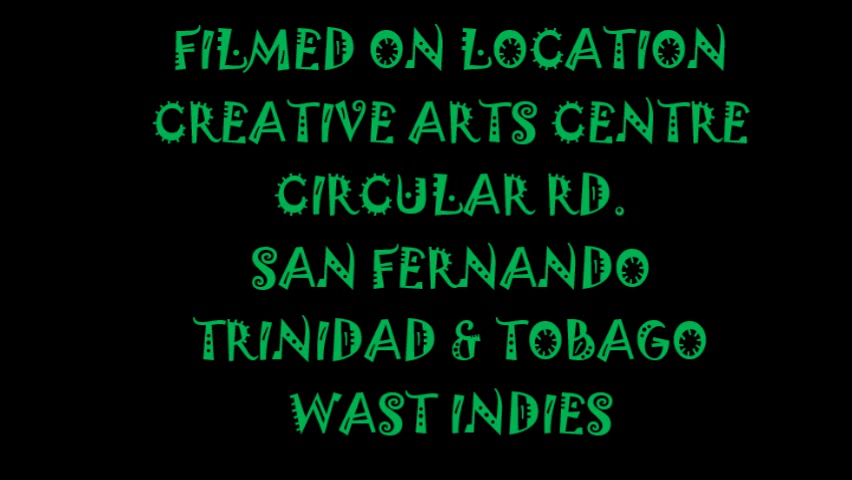 FILMED ON LOCATION
CREATIVE ARTS CENTRE
CIRCULAR RD.
SAN FERNANDO
TRINIDAD & TOBAGO
WAST INDIES